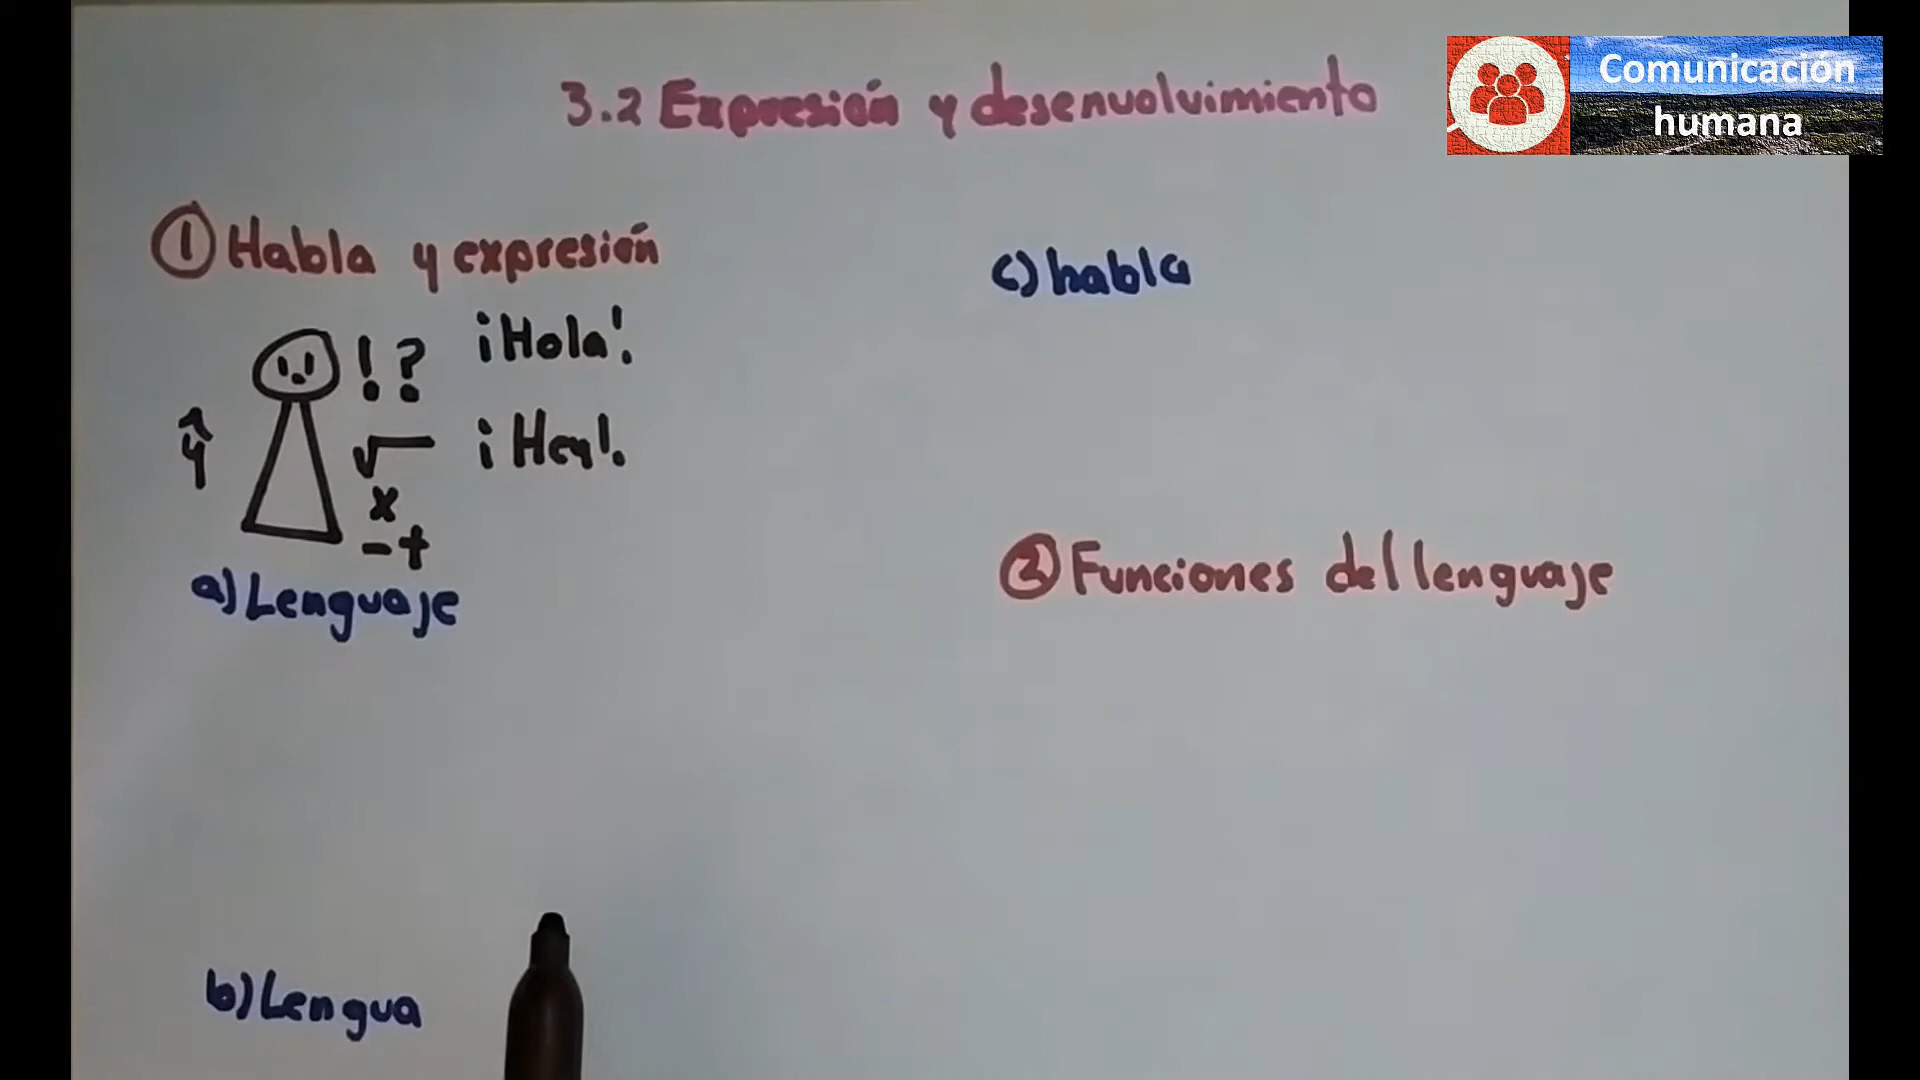 3.2 Expresión y desenvolvimiento
Comunicación
humana
① Habla y expresión
! ? ¡Hola!
ŷ √ ¡Hey!
x
- +
a) Lenguaje
b) Lengua
c) habla
② Funciones del lenguaje